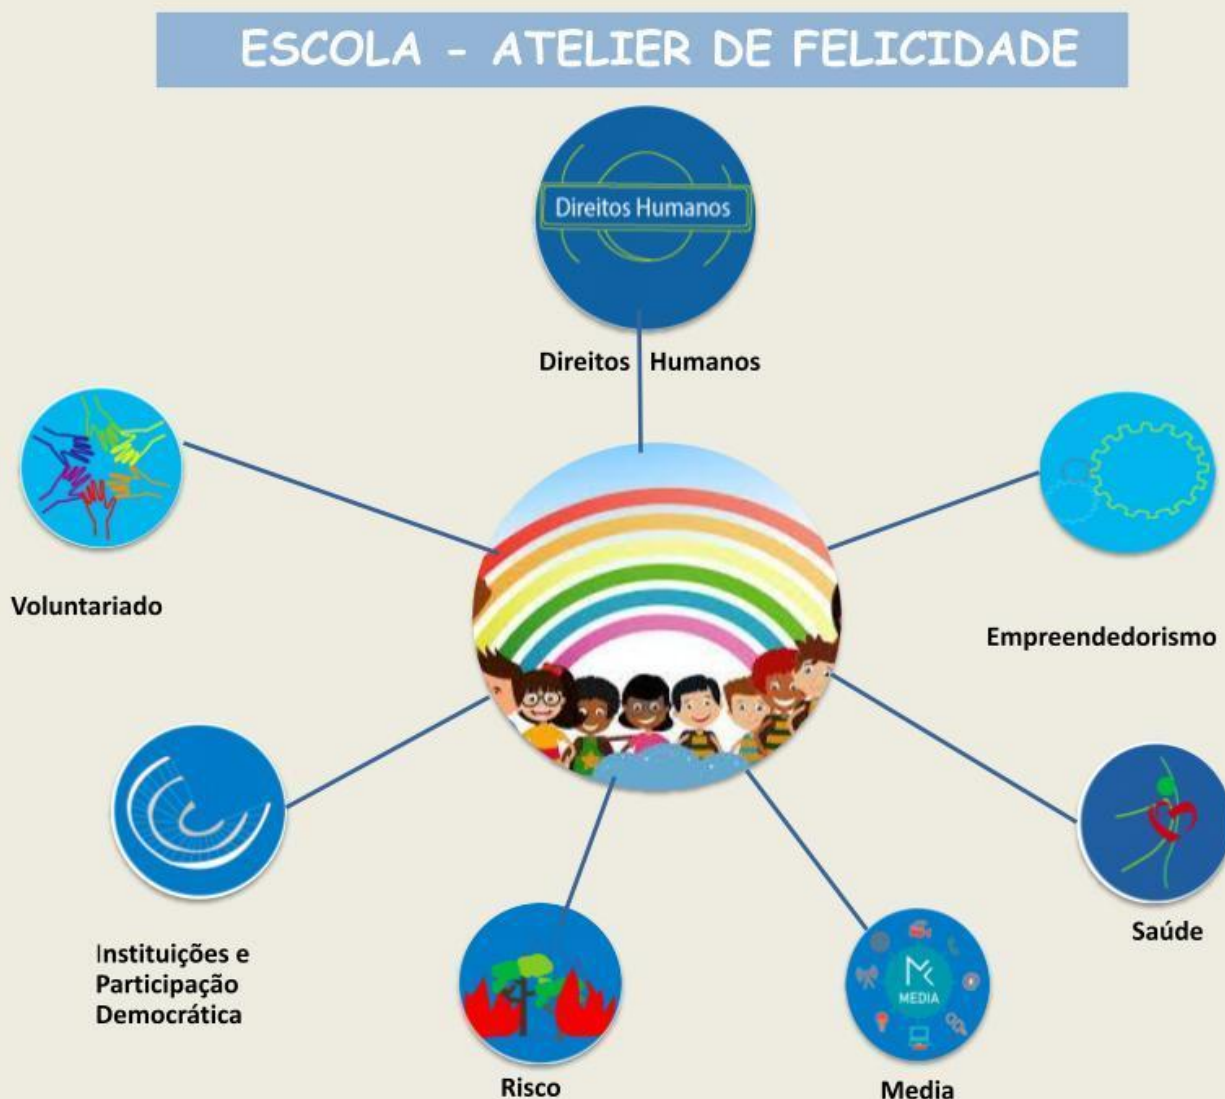 ESCOLA - ATELIER DE FELICIDADE
Direitos Humanos
Direitos Humanos
Voluntariado
Empreendedorismo
Instituições e
Participação
Democrática
Saúde
MEDIA
Risco
Media